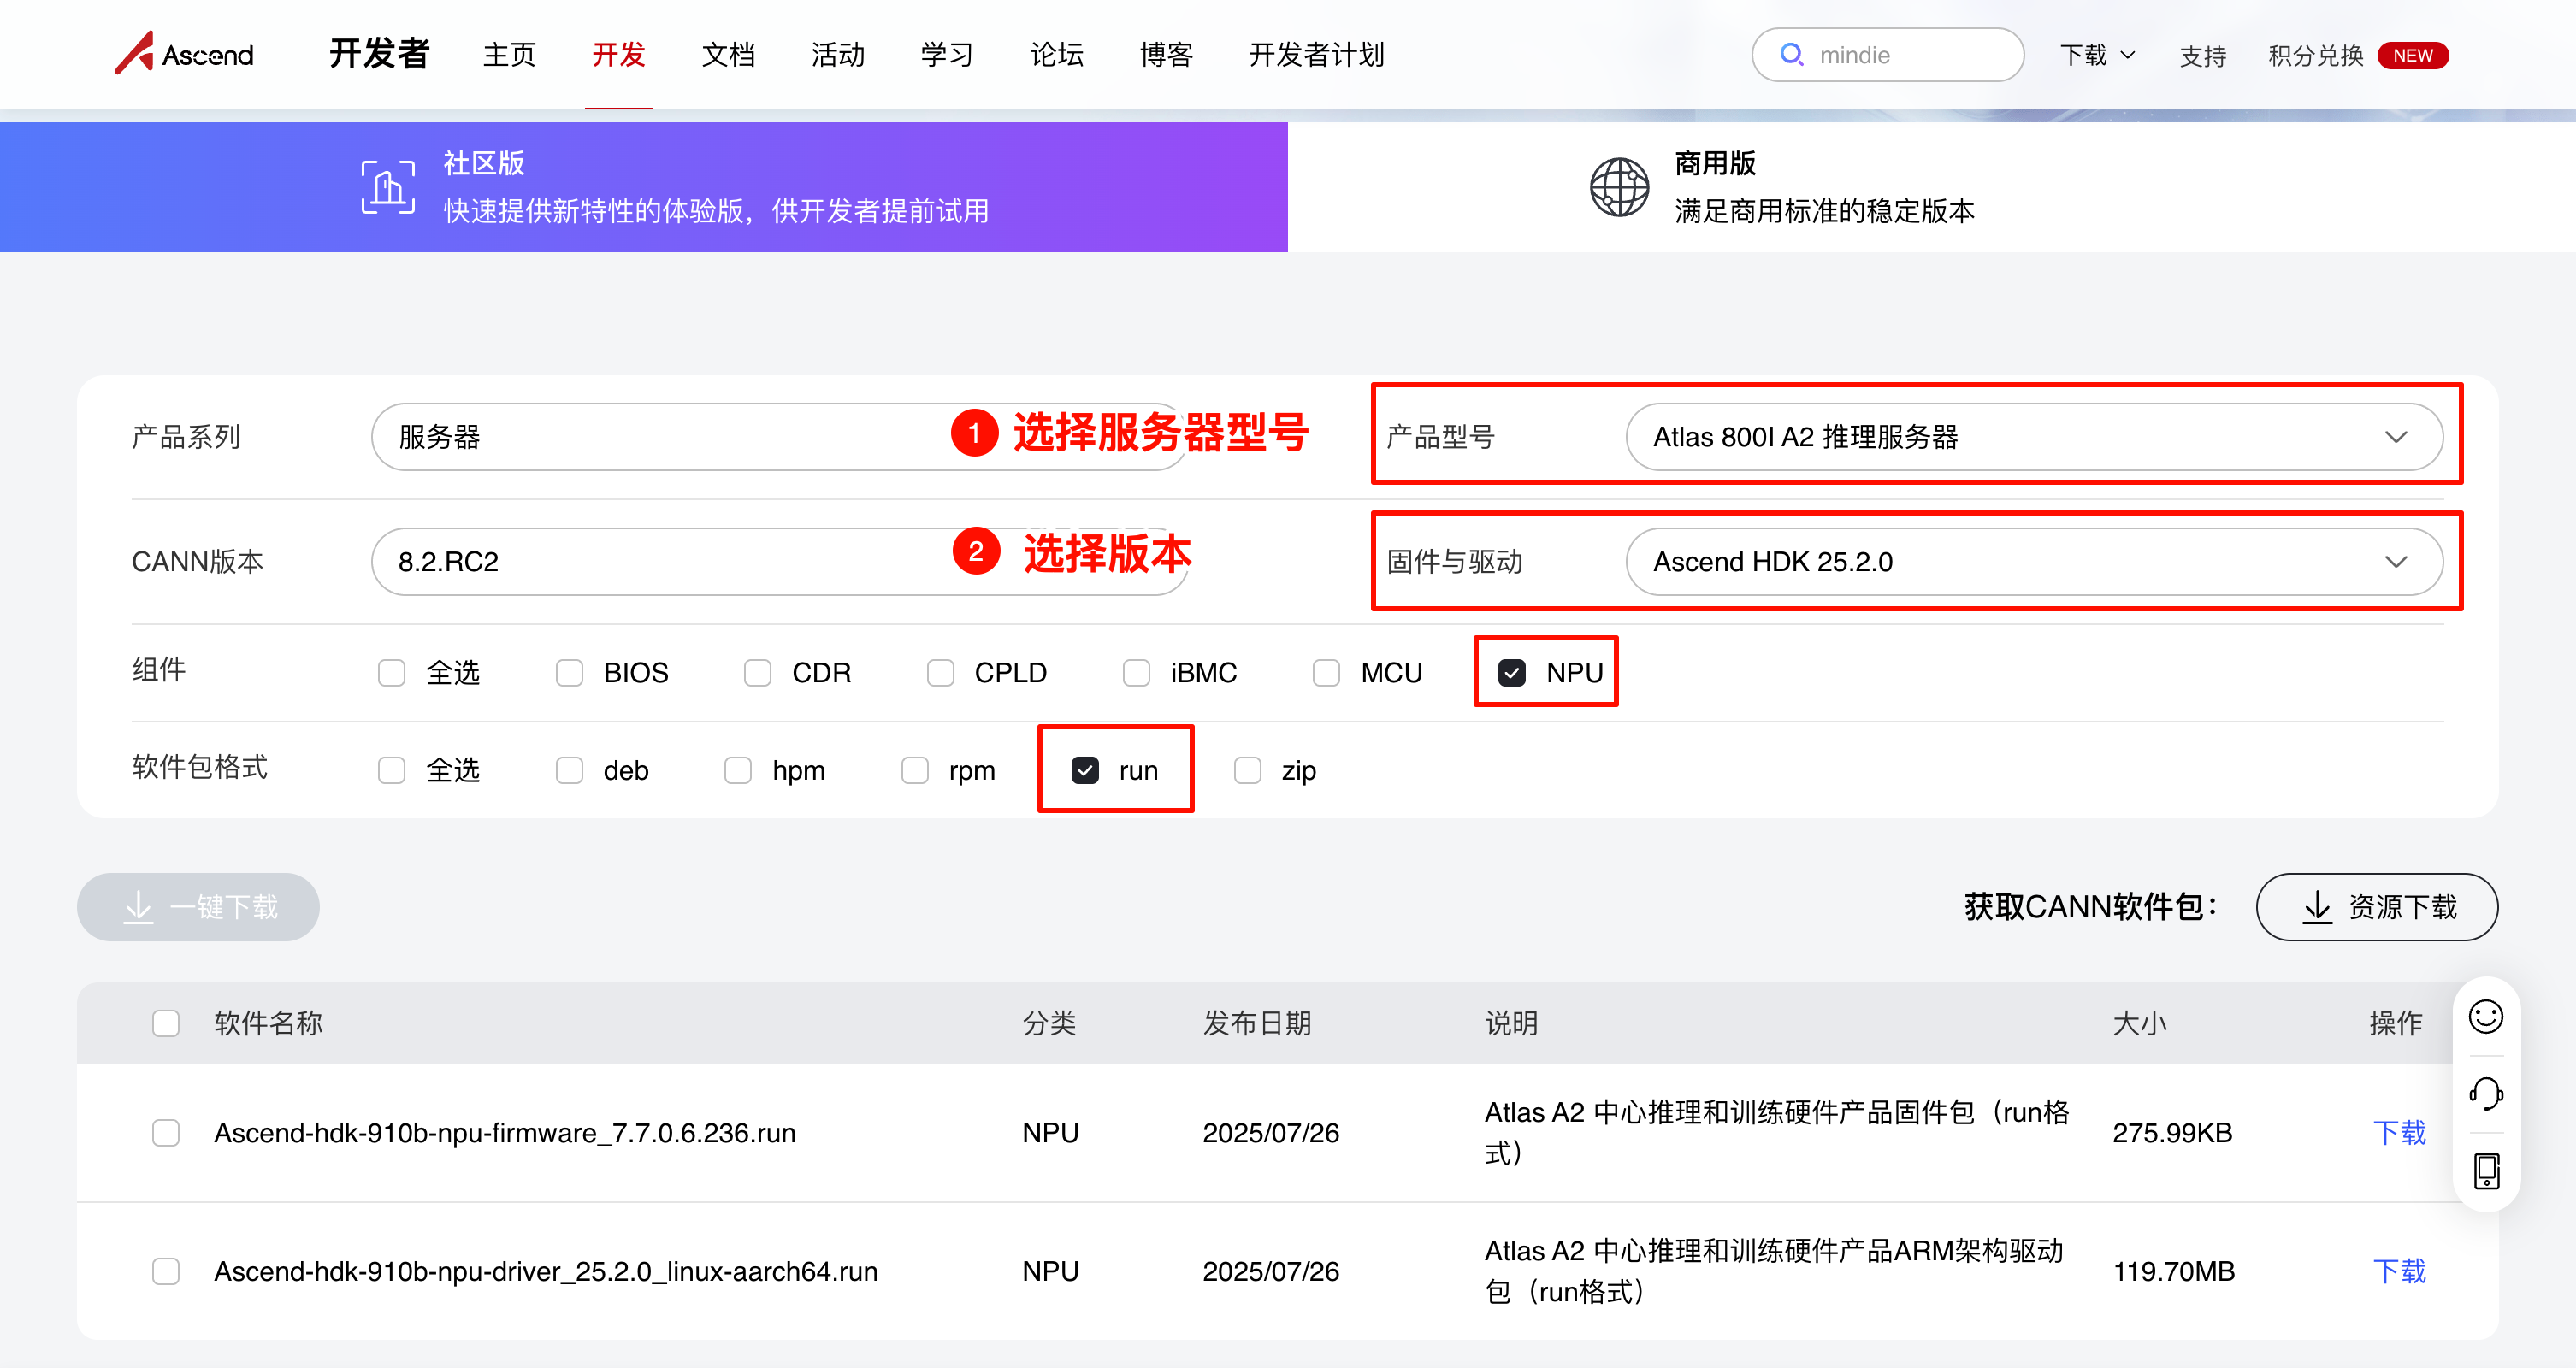 Ascend 开发者 主页 开发 文档 活动 学习 论坛 博客 开发者计划 mindie 下载 支持 积分兑换 NEW
社区版
快速提供新特性的体验版，供开发者提前试用
商用版
满足商用标准的稳定版本
产品系列 服务器 1 选择服务器型号 产品型号 Atlas 800I A2 推理服务器
CANN版本 8.2.RC2 2 选择版本 固件与驱动 Ascend HDK 25.2.0
组件 全选 BIOS CDR CPLD iBMC MCU NPU
软件包格式 全选 deb hpm rpm run zip
一键下载 获取CANN软件包： 资源下载
软件名称 分类 发布日期 说明 大小 操作
Ascend-hdk-910b-npu-firmware_7.7.0.6.236.run NPU 2025/07/26 Atlas A2 中心推理和训练硬件产品固件包（run格
式） 275.99KB 下载
Ascend-hdk-910b-npu-driver_25.2.0_linux-aarch64.run NPU 2025/07/26 Atlas A2 中心推理和训练硬件产品ARM架构驱动
包（run格式） 119.70MB 下载